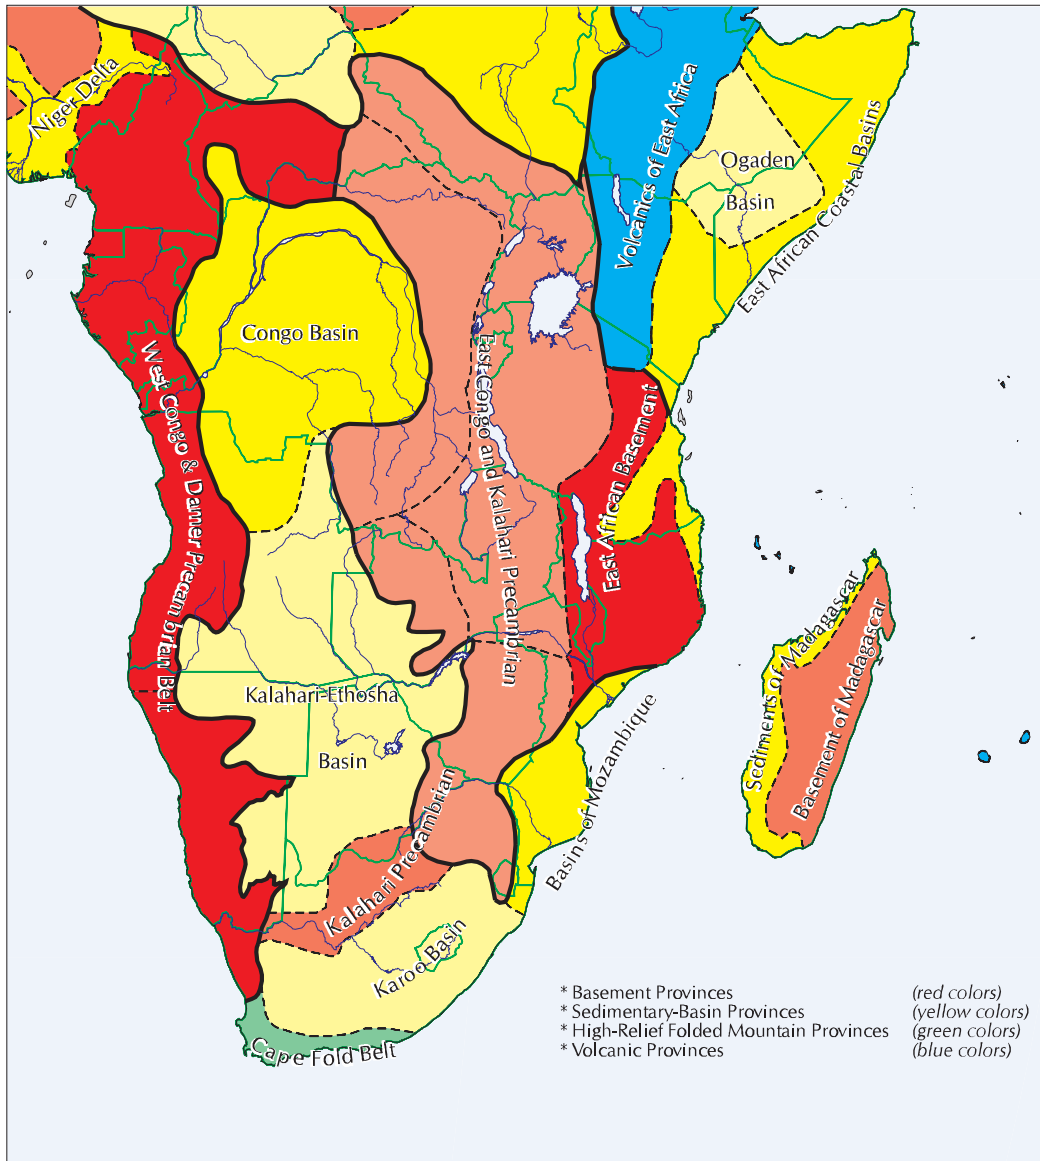 Niger Delta
Volcanics of East Africa
Ogaden
Basin
East African Coastal Basins
Congo Basin
West Congo & Damer Precambrian Belt
East Congo and Kalahari Precambrian
East African Basement
Kalahari-Ethosha
Basin
Sediments of Madagascar
Basement of Madagascar
Basins of Mozambique
Kalahari Precambrian
Karoo Basin
Cape Fold Belt
* Basement Provinces (red colors)
* Sedimentary-Basin Provinces (yellow colors)
* High-Relief Folded Mountain Provinces (green colors)
* Volcanic Provinces (blue colors)